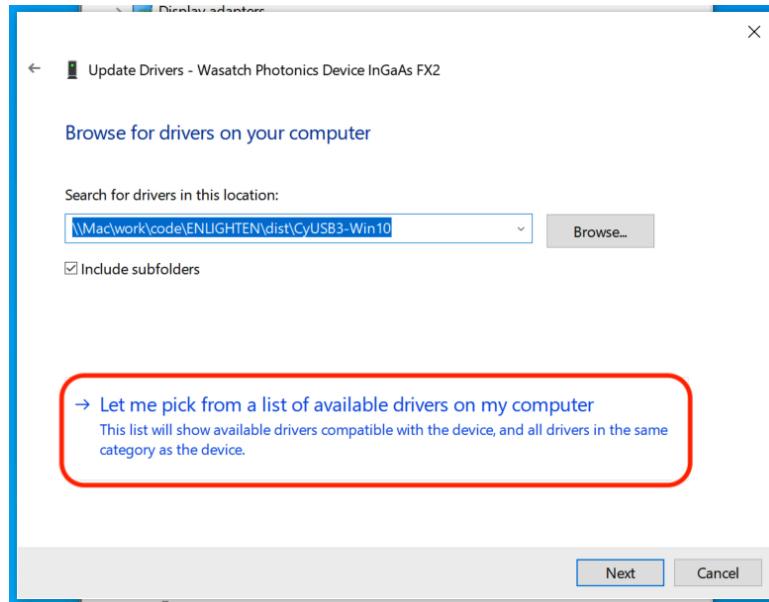 Display adapters
Update Drivers - Wasatch Photonics Device InGaAs FX2
Browse for drivers on your computer
Search for drivers in this location:
\\Mac\work\code\ENLIGHTEN\dist\CyUSB3-Win10
Browse...
Include subfolders
Let me pick from a list of available drivers on my computer
This list will show available drivers compatible with the device, and all drivers in the same
category as the device.
Next
Cancel